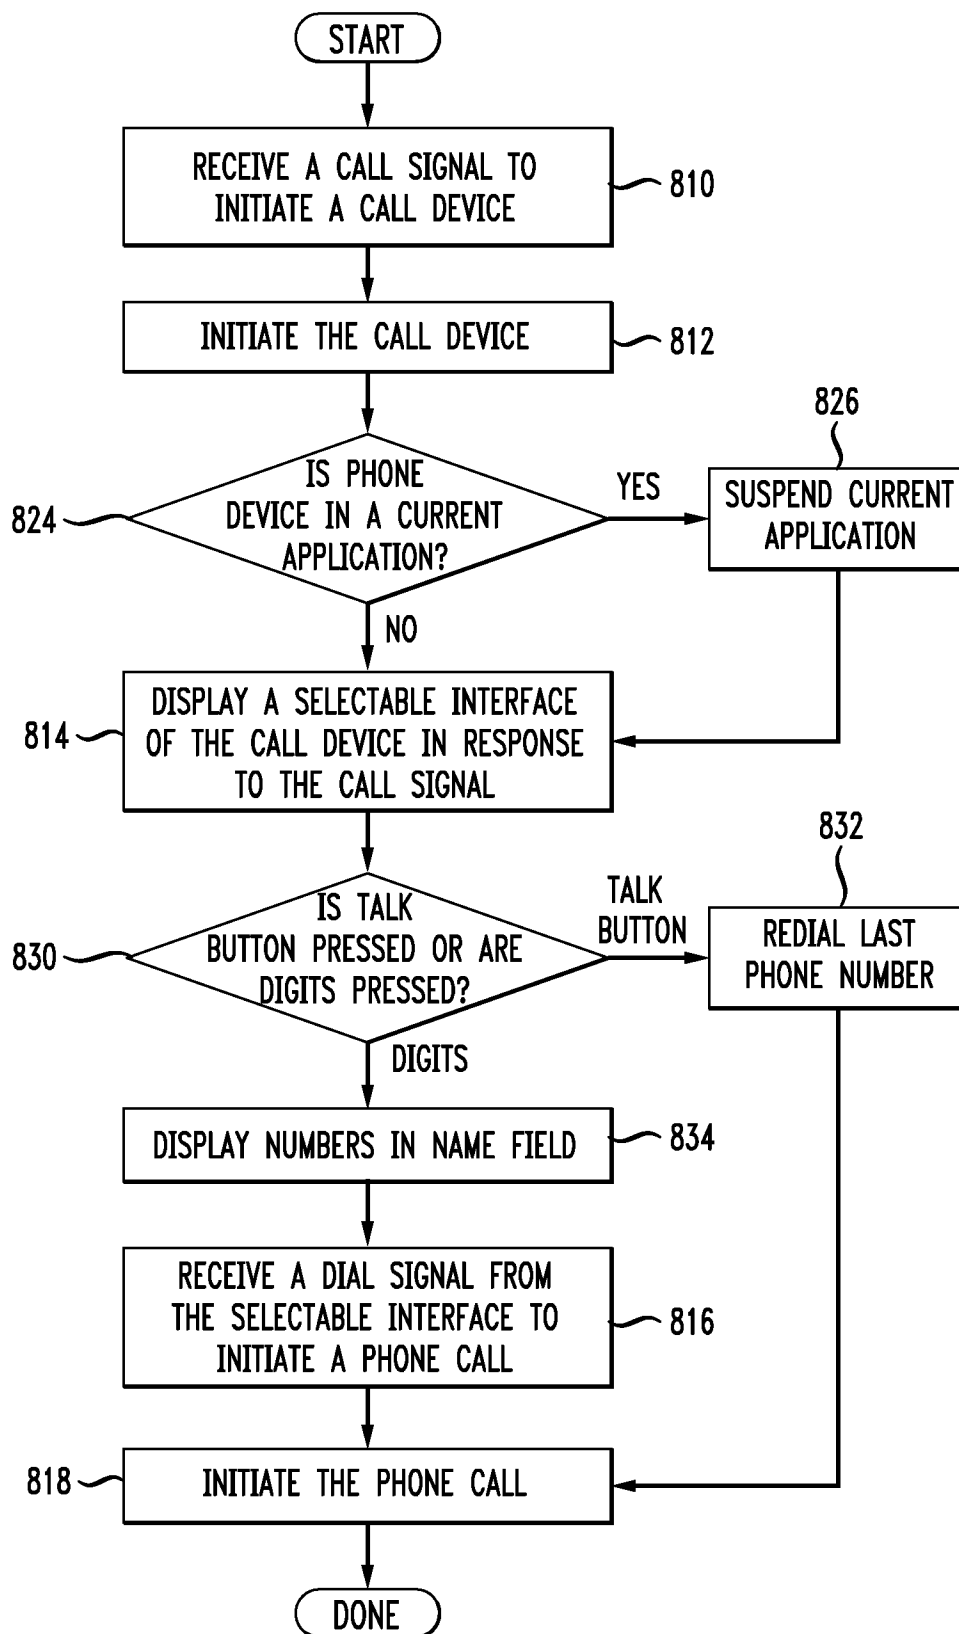 START
RECEIVE A CALL SIGNAL TO
INITIATE A CALL DEVICE
810
INITIATE THE CALL DEVICE
812
IS PHONE
DEVICE IN A CURRENT
APPLICATION?
824
YES
826
SUSPEND CURRENT
APPLICATION
NO
DISPLAY A SELECTABLE INTERFACE
OF THE CALL DEVICE IN RESPONSE
TO THE CALL SIGNAL
814
IS TALK
BUTTON PRESSED OR ARE
DIGITS PRESSED?
830
TALK
BUTTON
832
REDIAL LAST
PHONE NUMBER
DIGITS
DISPLAY NUMBERS IN NAME FIELD
834
RECEIVE A DIAL SIGNAL FROM
THE SELECTABLE INTERFACE TO
INITIATE A PHONE CALL
816
INITIATE THE PHONE CALL
818
DONE